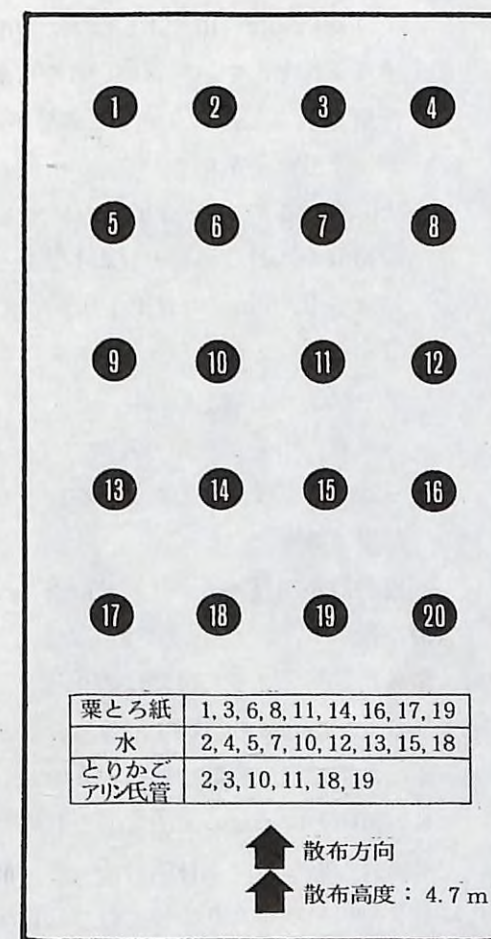 1 2 3 4
5 6 7 8
9 10 11 12
13 14 15 16
17 18 19 20
粟とろ紙 1, 3, 6, 8, 11, 14, 16, 17, 19
水 2, 4, 5, 7, 10, 12, 13, 15, 18
とりかご
アリン氏管 2, 3, 10, 11, 18, 19
散布方向
散布高度：4.7m